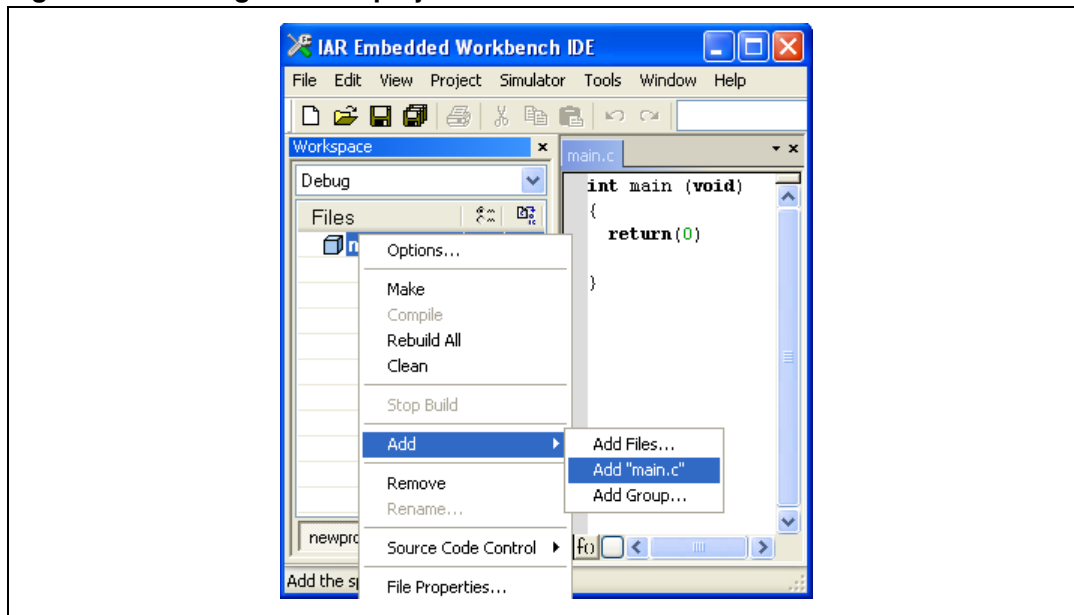 IAR Embedded Workbench IDE
File Edit View Project Simulator Tools Window Help
Workspace
main.c
Debug
Files
int main (void)
{
return(0)
}
Options...
Make
Compile
Rebuild All
Clean
Stop Build
Add
Add Files...
Add "main.c"
Add Group...
Remove
Rename...
Source Code Control
File Properties...
newpro
Add the sp